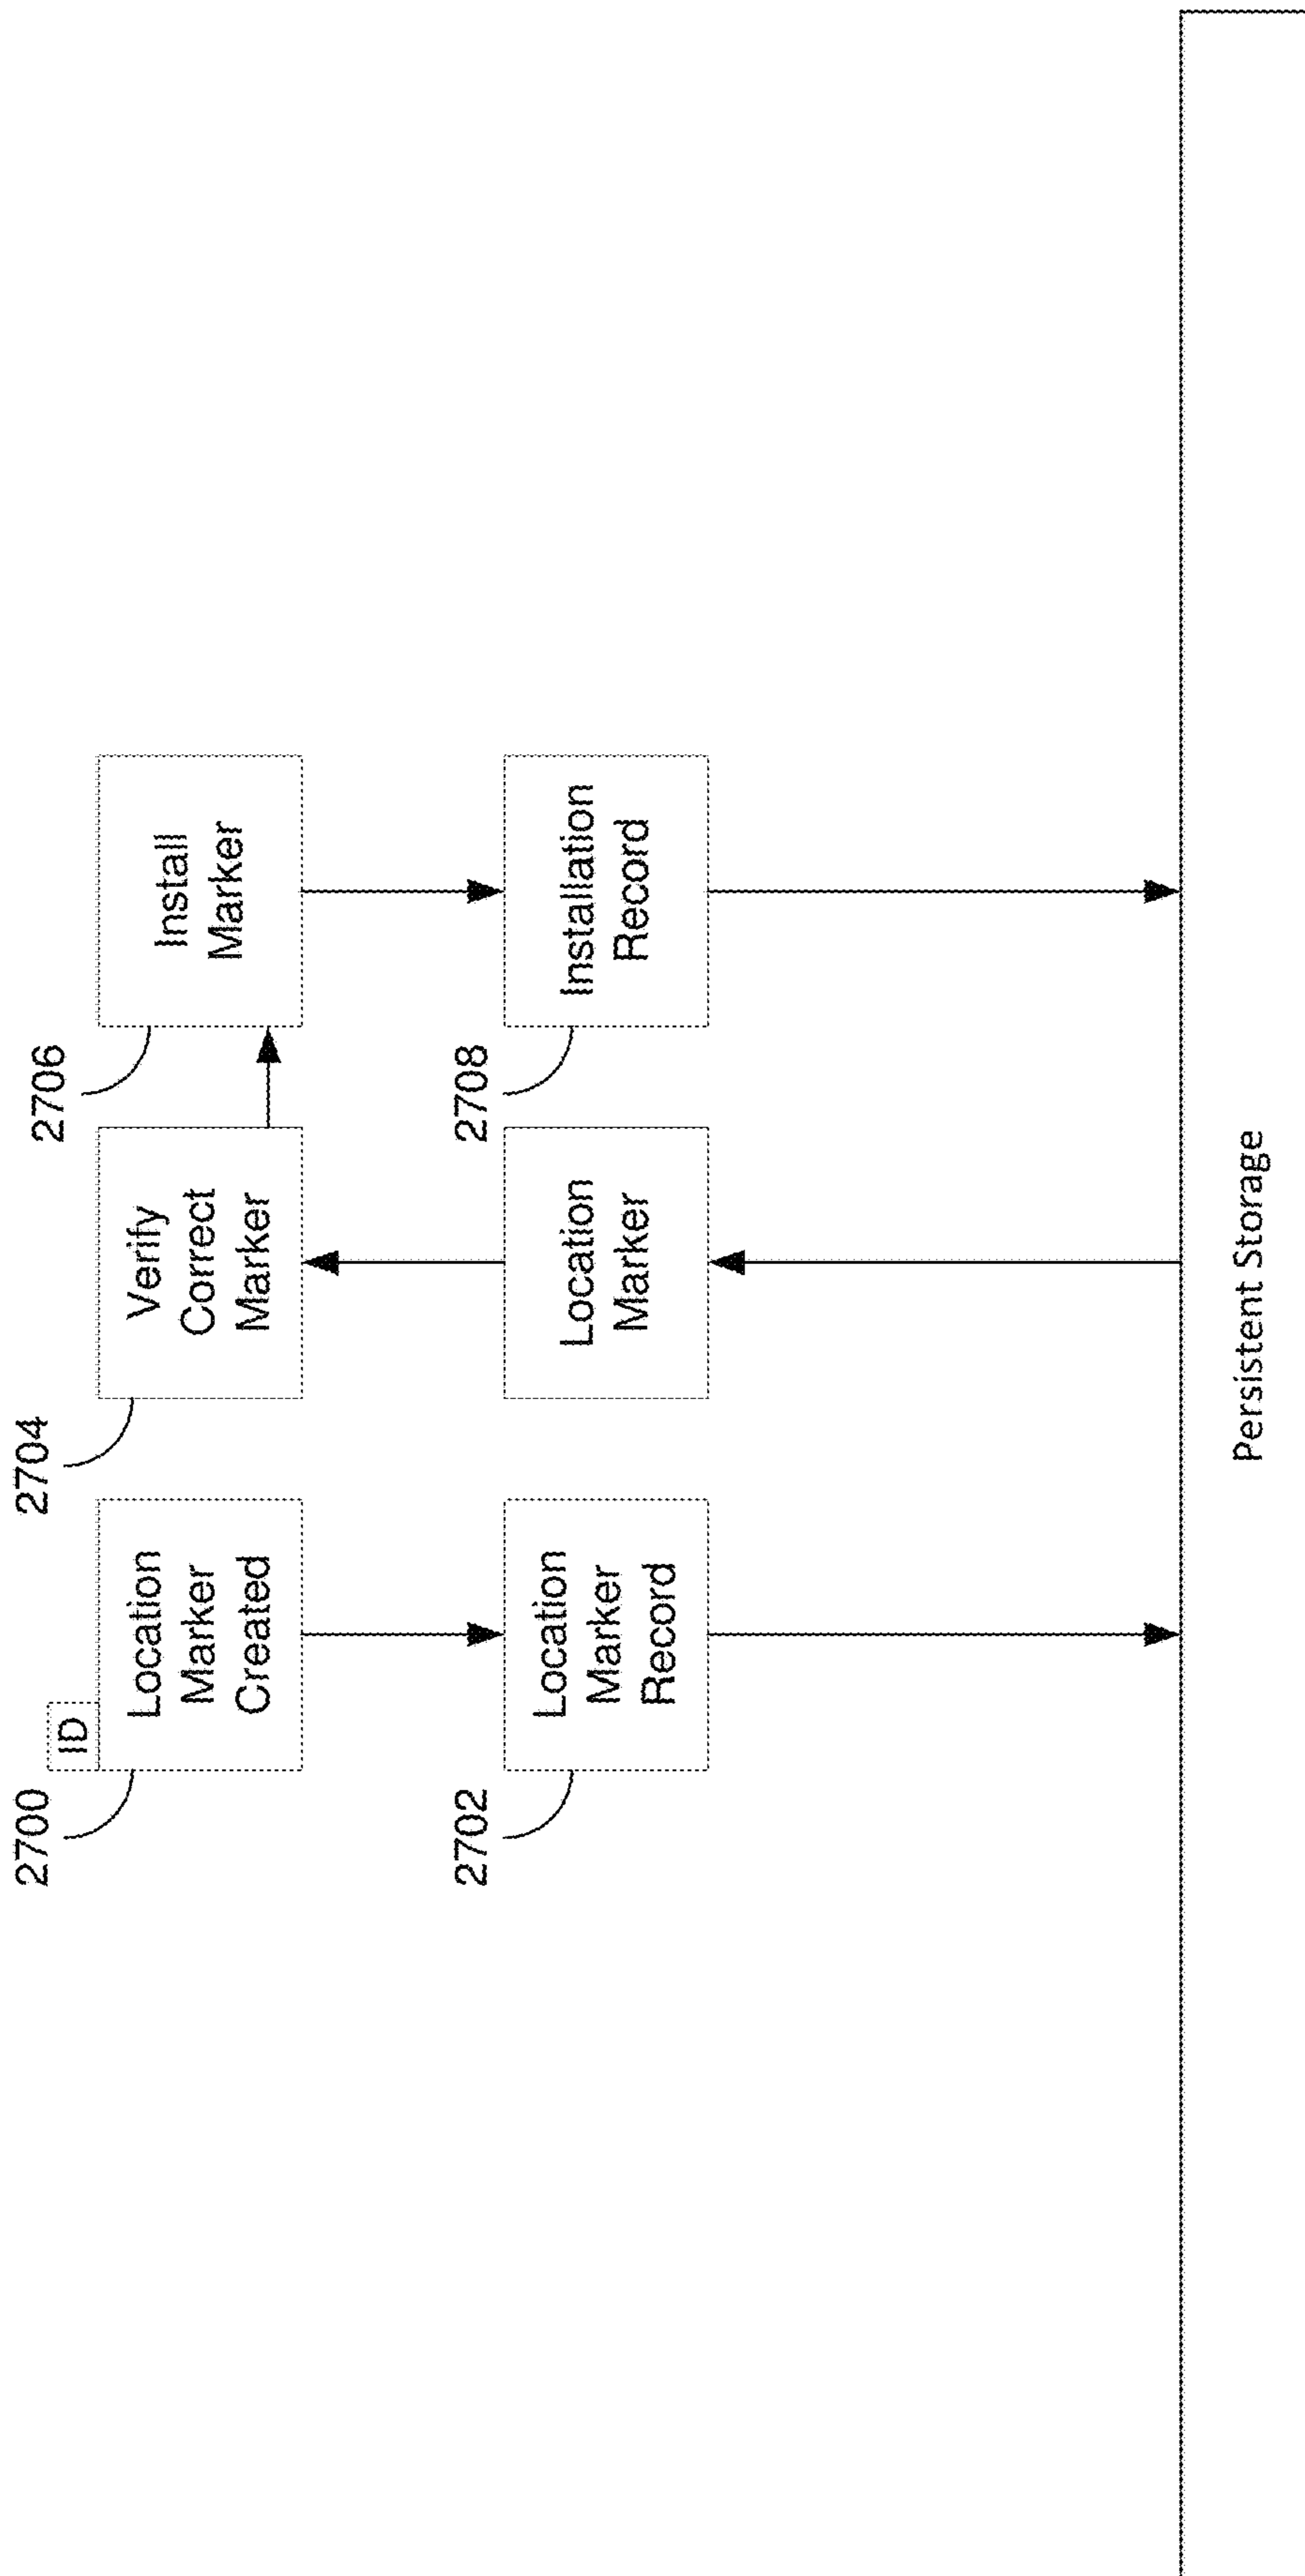 2700
ID
Location
Marker
Created
2704
Verify
Correct
Marker
2706
Install
Marker
2702
Location
Marker
Record
Location
Marker
2708
Installation
Record
Persistent Storage